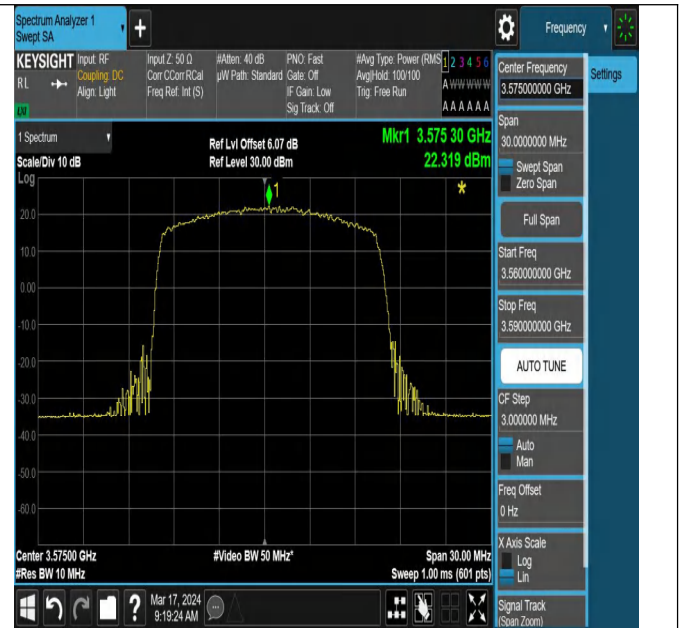 Spectrum Analyzer 1
Swept SA
+
Frequency
KEYSIGHT
RL
LXI
Input: RF
Coupling: DC
Align: Light
Input Z: 50 Ω
Corr CCorr RCal
Freq Ref: Int (S)
#Atten: 40 dB
µW Path: Standard
PNO: Fast
Gate: Off
IF Gain: Low
Sig Track: Off
#Avg Type: Power (RMS
Avg|Hold: 100/100
Trig: Free Run
1 2 3 4 5 6
A W W W W W
A A A A A A
1 Spectrum
Scale/Div 10 dB
Log
Ref Lvl Offset 6.07 dB
Ref Level 30.00 dBm
Mkr1 3.575 30 GHz
22.319 dBm
1
*
20.0
10.0
0.00
-10.0
-20.0
-30.0
-40.0
-50.0
-60.0
Center 3.57500 GHz
#Res BW 10 MHz
#Video BW 50 MHz*
Span 30.00 MHz
Sweep 1.00 ms (601 pts)
Mar 17, 2024
9:19:24 AM
?
Center Frequency
3.575000000 GHz
Settings
Span
30.0000000 MHz
Swept Span
Zero Span
Full Span
Start Freq
3.560000000 GHz
Stop Freq
3.590000000 GHz
AUTO TUNE
CF Step
3.000000 MHz
Auto
Man
Freq Offset
0 Hz
X Axis Scale
Log
Lin
Signal Track
(Span Zoom)